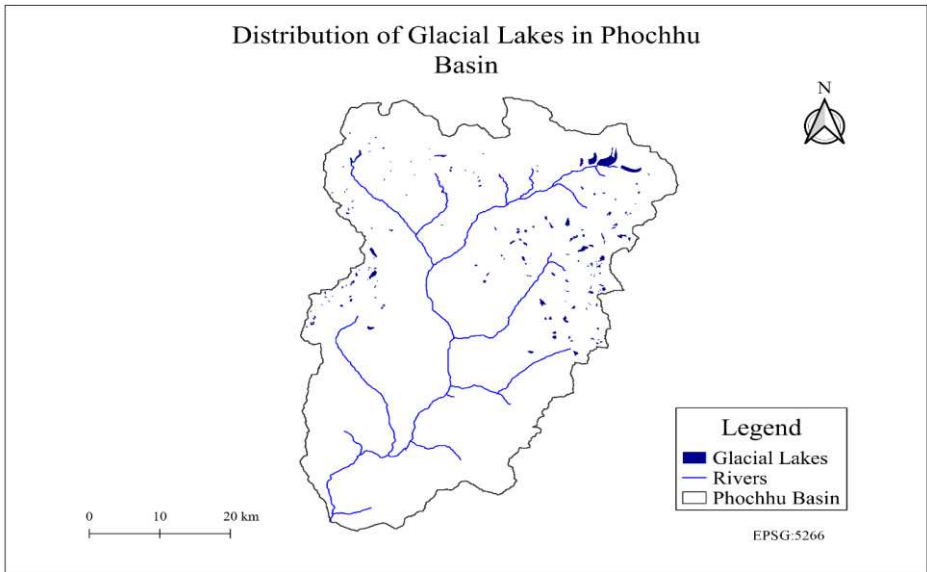 Distribution of Glacial Lakes in Phochhu
Basin
N
Legend
Glacial Lakes
Rivers
Phochhu Basin
0 10 20 km
EPSG:5266